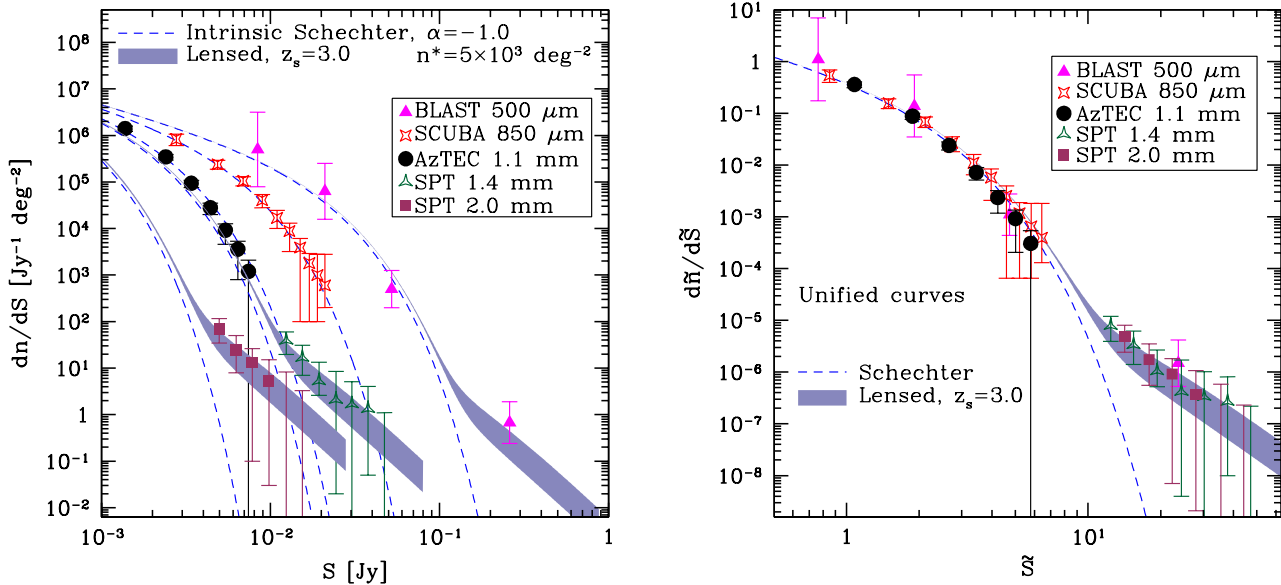 10⁸
10⁷
10⁶
10⁵
10⁴
10³
10²
10
1
10⁻¹
10⁻²
dn/dS [Jy⁻¹ deg⁻²]
Intrinsic Schechter, α=−1.0
Lensed, zₛ=3.0 n*=5×10³ deg⁻²
BLAST 500 μm
SCUBA 850 μm
AzTEC 1.1 mm
SPT 1.4 mm
SPT 2.0 mm
10⁻³ 10⁻² 10⁻¹ 1
S [Jy]
10¹
1
10⁻¹
10⁻²
10⁻³
10⁻⁴
10⁻⁵
10⁻⁶
10⁻⁷
10⁻⁸
dñ/dS̃
BLAST 500 μm
SCUBA 850 μm
AzTEC 1.1 mm
SPT 1.4 mm
SPT 2.0 mm
Unified curves
Schechter
Lensed, zₛ=3.0
1 10¹
S̃